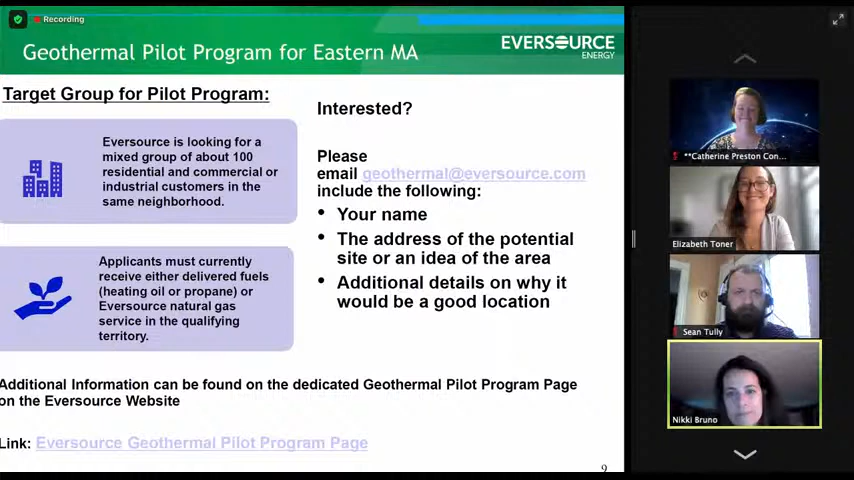 Recording
Geothermal Pilot Program for Eastern MA
EVERSOURCE
ENERGY
Target Group for Pilot Program:
Eversource is looking for a
mixed group of about 100
residential and commercial or
industrial customers in the
same neighborhood.
Applicants must currently
receive either delivered fuels
(heating oil or propane) or
Eversource natural gas
service in the qualifying
territory.
Interested?
Please
email geothermal@eversource.com
include the following:
• Your name
• The address of the potential
site or an idea of the area
• Additional details on why it
would be a good location
Additional Information can be found on the dedicated Geothermal Pilot Program Page
on the Eversource Website
Link: Eversource Geothermal Pilot Program Page
9
**Catherine Preston Con...
Elizabeth Toner
Sean Tully
Nikki Bruno